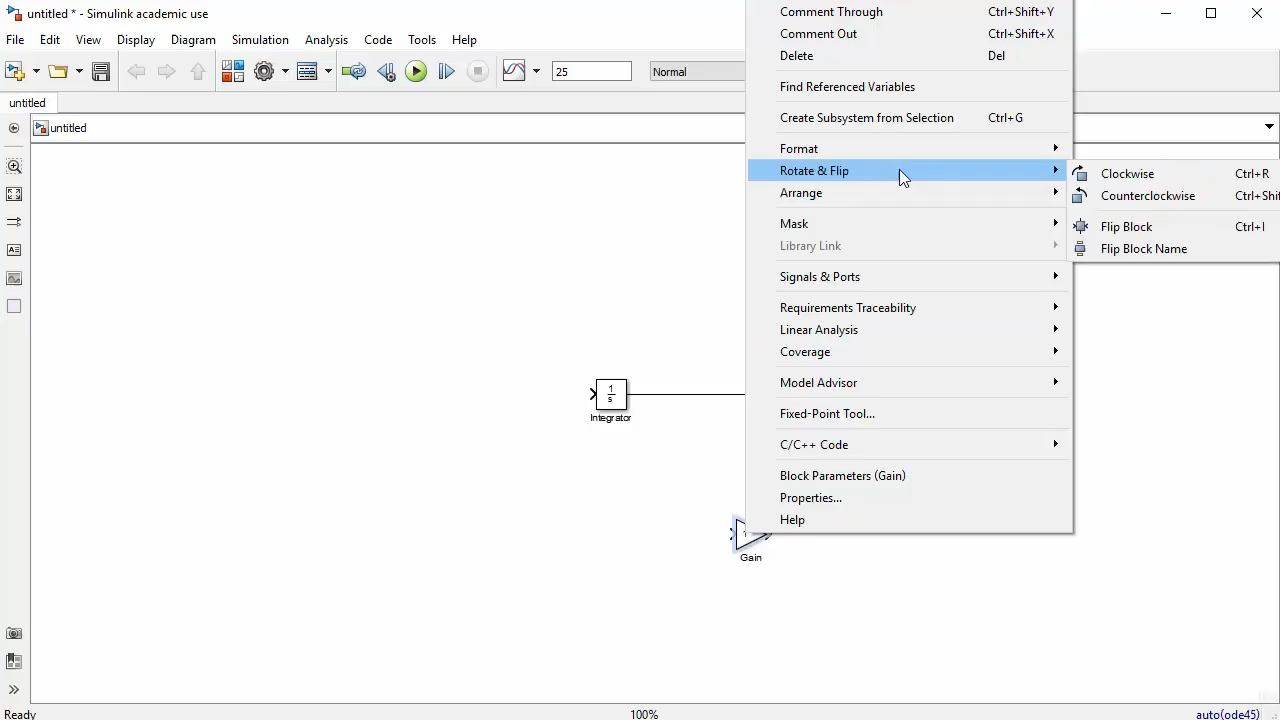 untitled * - Simulink academic use
File Edit View Display Diagram Simulation Analysis Code Tools Help
25 Normal
untitled
untitled
Comment Through Ctrl+Shift+Y
Comment Out Ctrl+Shift+X
Delete Del
Find Referenced Variables
Create Subsystem from Selection Ctrl+G
Format
Rotate & Flip
Arrange
Mask
Library Link
Signals & Ports
Requirements Traceability
Linear Analysis
Coverage
Model Advisor
Fixed-Point Tool...
C/C++ Code
Block Parameters (Gain)
Properties...
Help
Clockwise Ctrl+R
Counterclockwise Ctrl+Shi
Flip Block Ctrl+I
Flip Block Name
1
s
Integrator
Gain
Ready 100% auto(ode45)